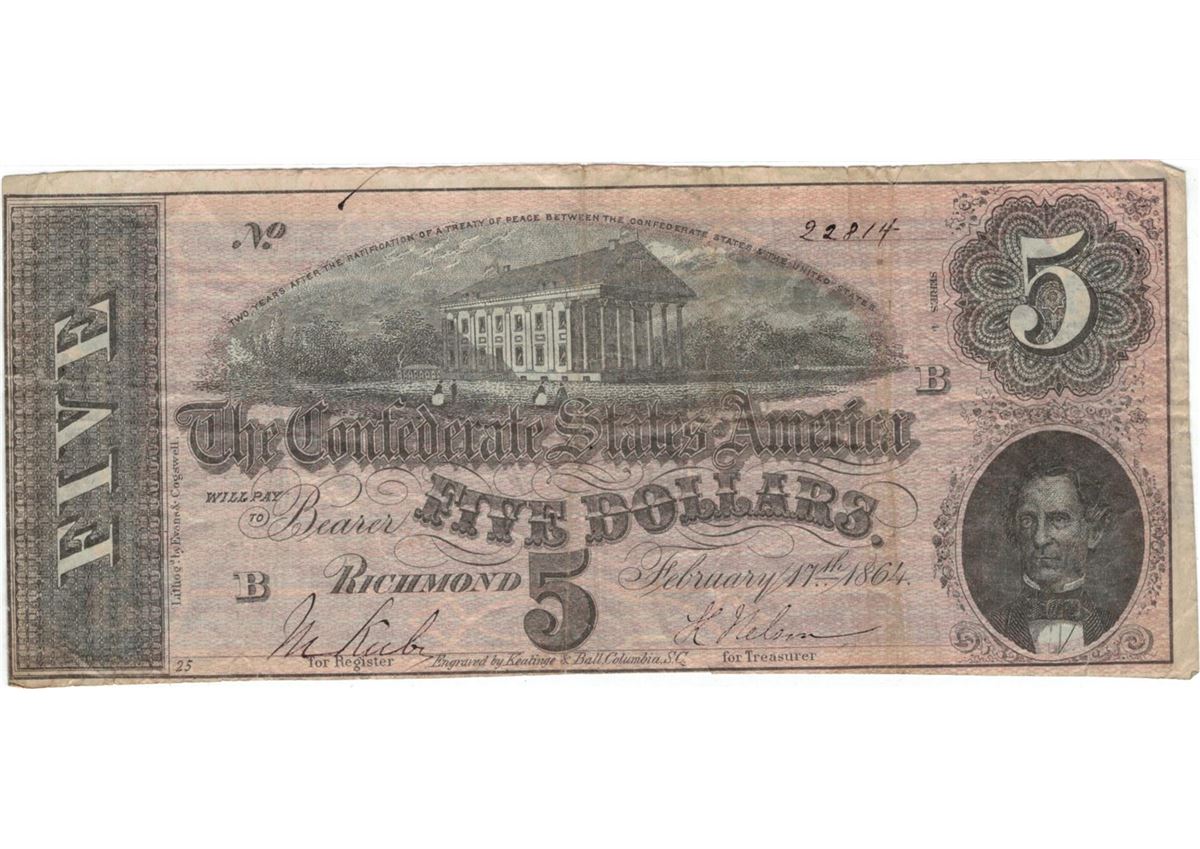 No 22814
TWO YEARS AFTER THE RATIFICATION OF A TREATY OF PEACE BETWEEN THE CONFEDERATE STATES & THE UNITED STATES
5
SERIES
FIVE
B
The Confederate States of America
WILL PAY
TO Bearer FIVE DOLLARS.
B
RICHMOND 5 February 17th 1864.
for Register
Engraved by Keatinge & Ball, Columbia, S.C.
for Treasurer
25
Lithog'd by Evans & Cogswell